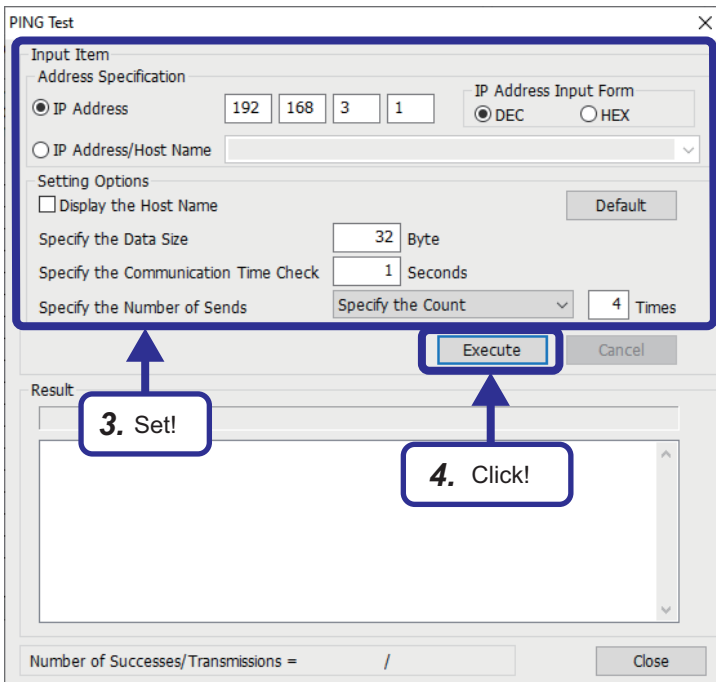 PING Test
Input Item
Address Specification
IP Address 192 168 3 1
IP Address Input Form
DEC HEX
IP Address/Host Name
Setting Options
Display the Host Name
Default
Specify the Data Size 32 Byte
Specify the Communication Time Check 1 Seconds
Specify the Number of Sends Specify the Count 4 Times
Execute Cancel
Result
3. Set!
4. Click!
Number of Successes/Transmissions = /
Close